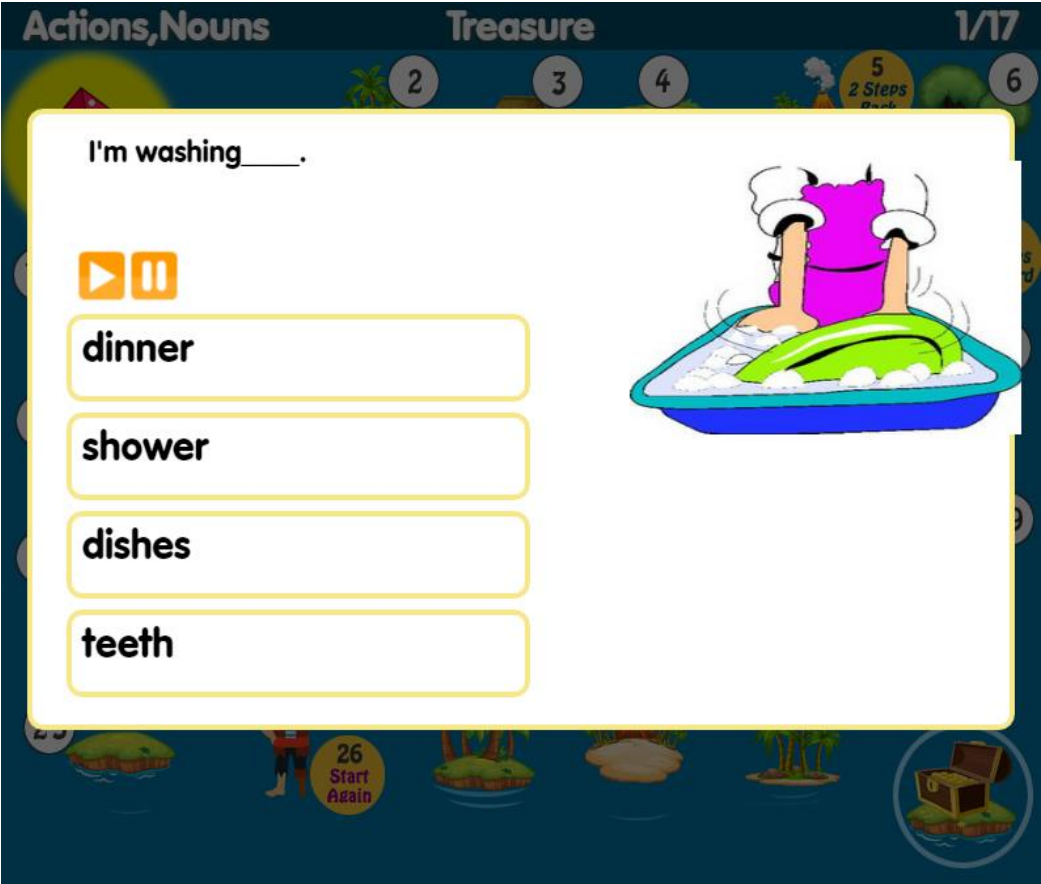 Actions,Nouns Treasure 1/17
2 3 4 5 6
2 Steps
Back
I'm washing____.
dinner
shower
dishes
teeth
26
Start
Again